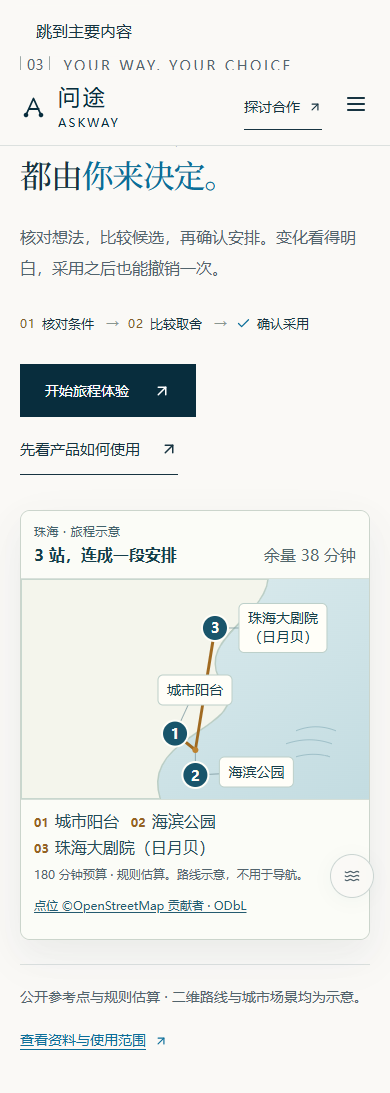 跳到主要内容
03 YOUR WAY, YOUR CHOICE
问途
ASKWAY
探讨合作
都由你来决定。
核对想法，比较候选，再确认安排。变化看得明
白，采用之后也能撤销一次。
01 核对条件 → 02 比较取舍 → ✓ 确认采用
开始旅程体验
先看产品如何使用
珠海 · 旅程示意
3 站，连成一段安排
余量 38 分钟
3
珠海大剧院
（日月贝）
城市阳台
1
2
海滨公园
01 城市阳台 02 海滨公园
03 珠海大剧院（日月贝）
180 分钟预算 · 规则估算。路线示意，不用于导航。
点位 ©OpenStreetMap 贡献者 · ODbL
公开参考点与规则估算 · 二维路线与城市场景均为示意。
查看资料与使用范围